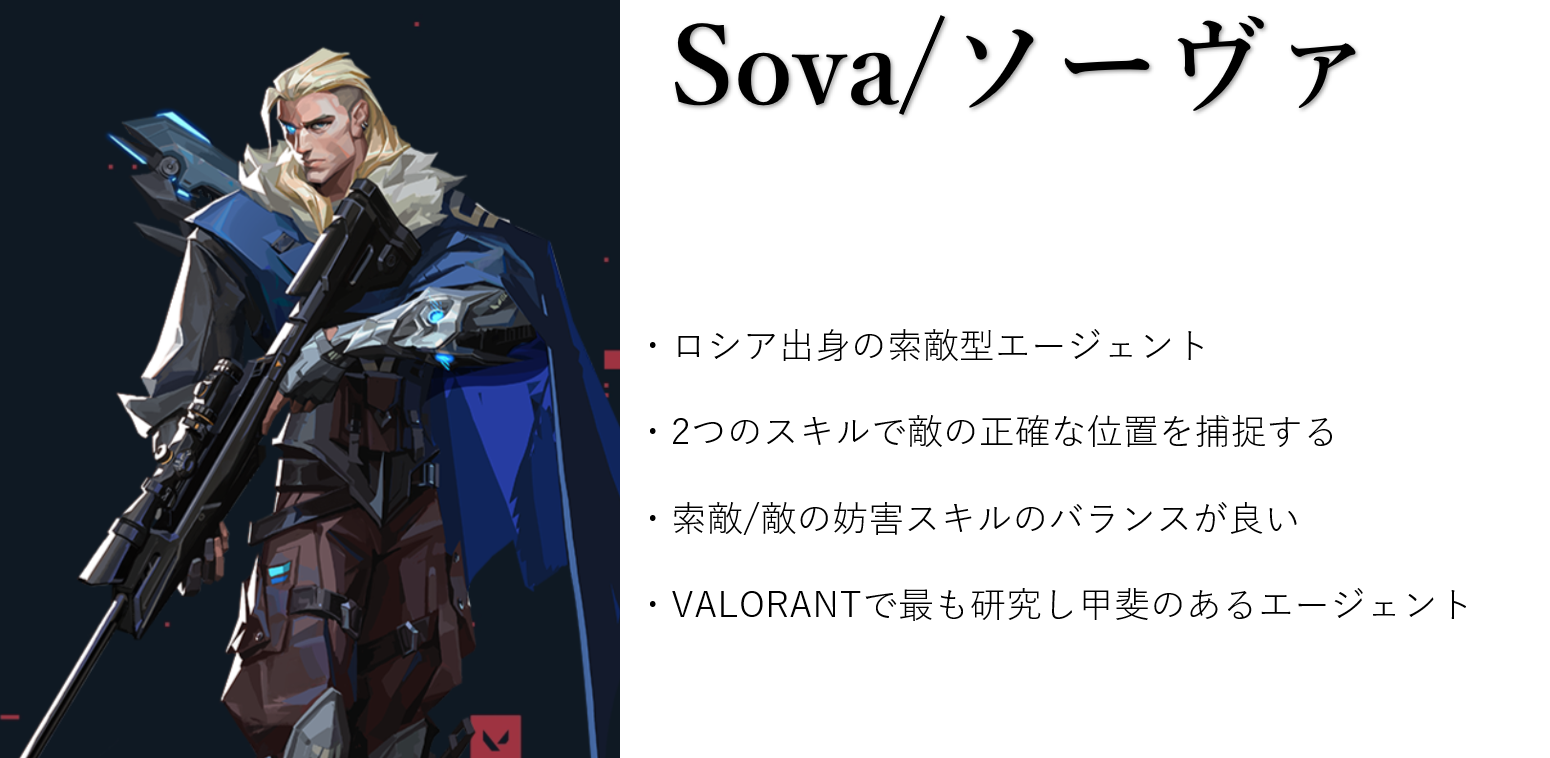 Sova/ソーヴァ
・ロシア出身の索敵型エージェント
・2つのスキルで敵の正確な位置を捕捉する
・索敵/敵の妨害スキルのバランスが良い
・VALORANTで最も研究し甲斐のあるエージェント